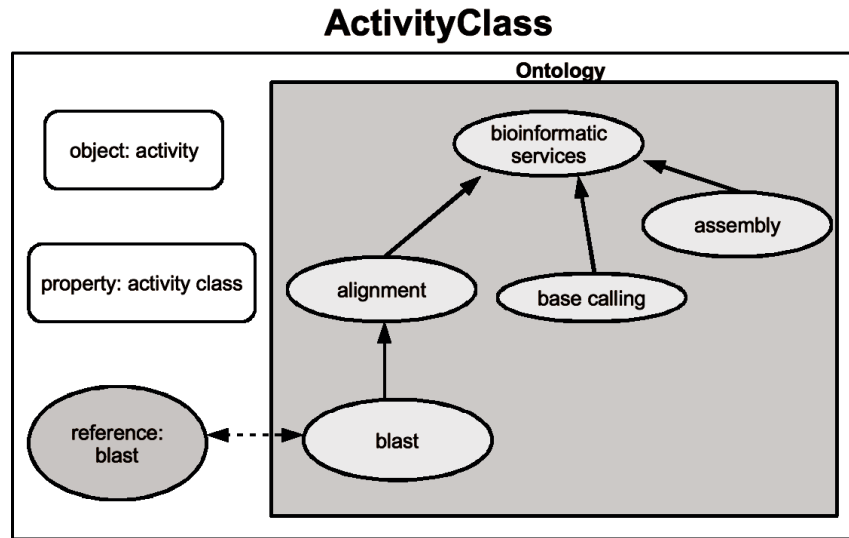 ActivityClass
Ontology
object: activity
bioinformatic
services
assembly
property: activity class
alignment
base calling
reference:
blast
blast